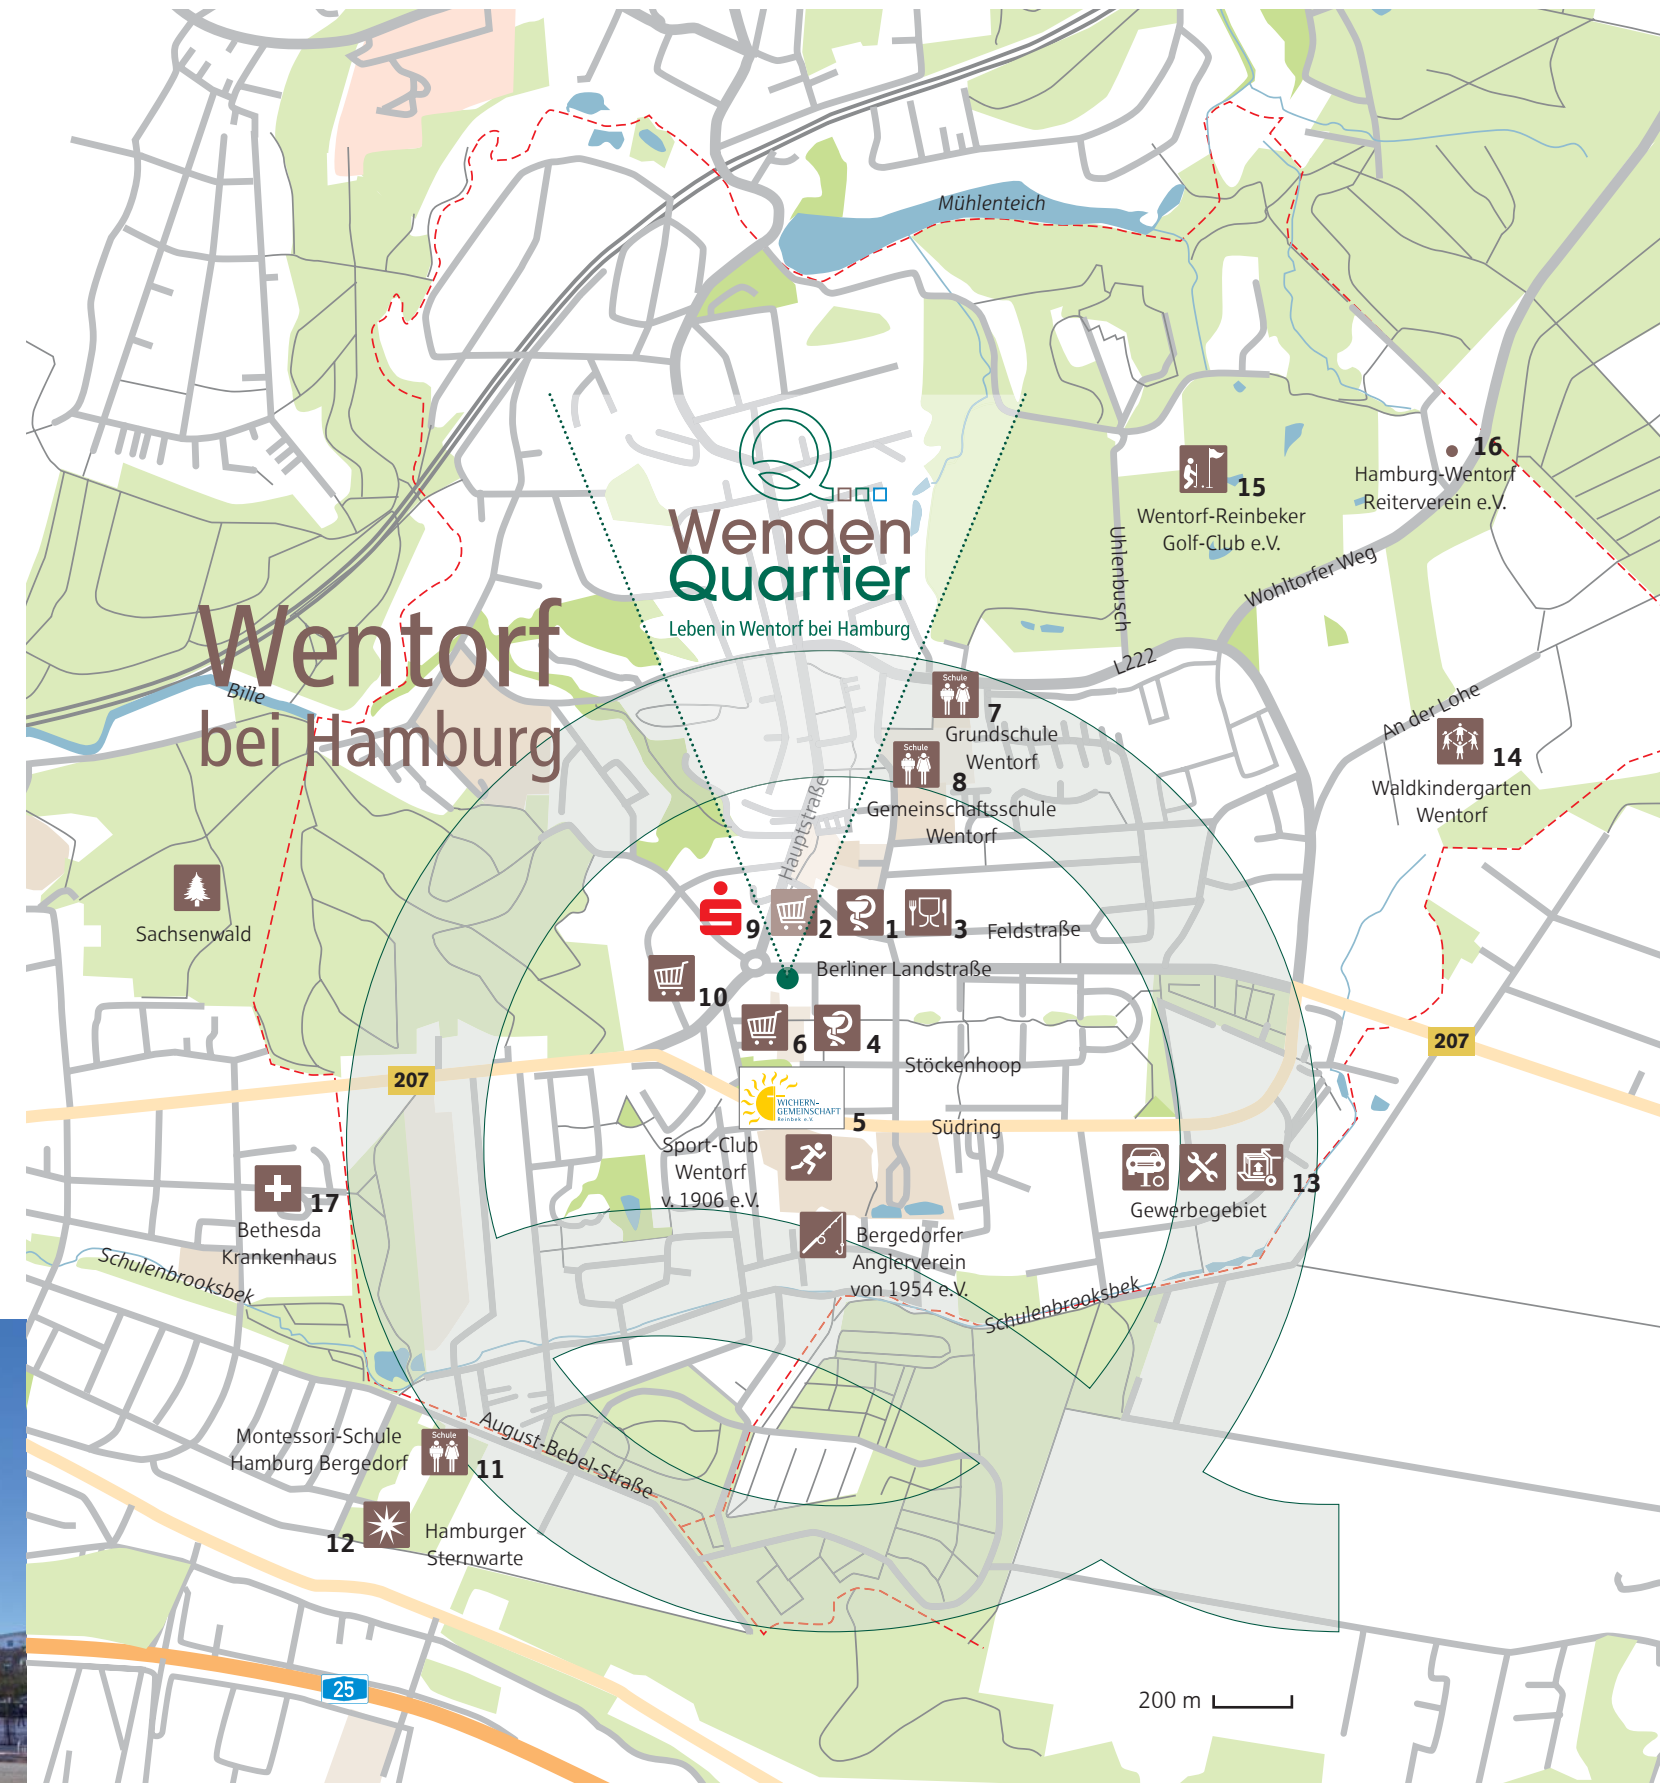 Mühlenteich
16
Hamburg-Wentorf
Reiterverein e.V.
15
Wentorf-Reinbeker
Golf-Club e.V.
Uhlenbusch
Wohltorfer Weg
Wenden
Quartier
Leben in Wentorf bei Hamburg
Wentorf
bei Hamburg
Bille
L222
An der Lohe
Schule
7
Grundschule
Wentorf
Schule
8
Gemeinschaftsschule
Wentorf
14
Waldkindergarten
Wentorf
Hauptstraße
Sachsenwald
9
2
1
3
Feldstraße
Berliner Landstraße
10
6
4
207
Stöckenhoop
207
WICHERN-
GEMEINSCHAFT
Reinbek e.V.
5
Südring
Sport-Club
Wentorf
v. 1906 e.V.
13
Gewerbegebiet
17
Bethesda
Krankenhaus
Bergedorfer
Anglerverein
von 1954 e.V.
Schulenbrooksbek
Schulenbrooksbek
August-Bebel-Straße
Montessori-Schule
Hamburg Bergedorf
Schule
11
12
Hamburger
Sternwarte
25
200 m